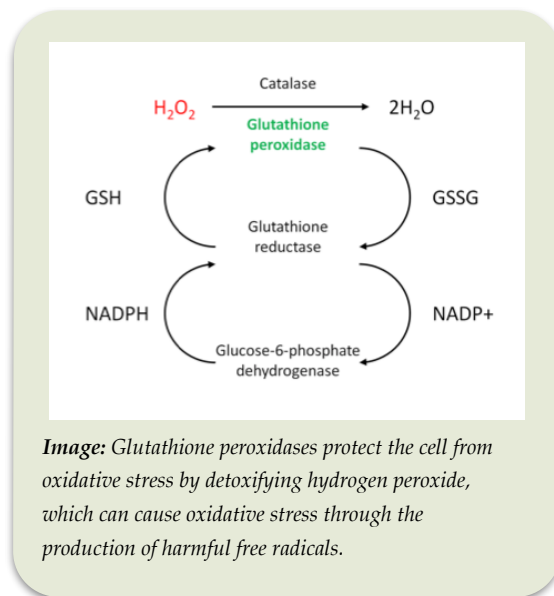 Catalase
H₂O₂ 2H₂O
Glutathione
peroxidase
GSH GSSG
Glutathione
reductase
NADPH NADP+
Glucose-6-phosphate
dehydrogenase
Image: Glutathione peroxidases protect the cell from
oxidative stress by detoxifying hydrogen peroxide,
which can cause oxidative stress through the
production of harmful free radicals.